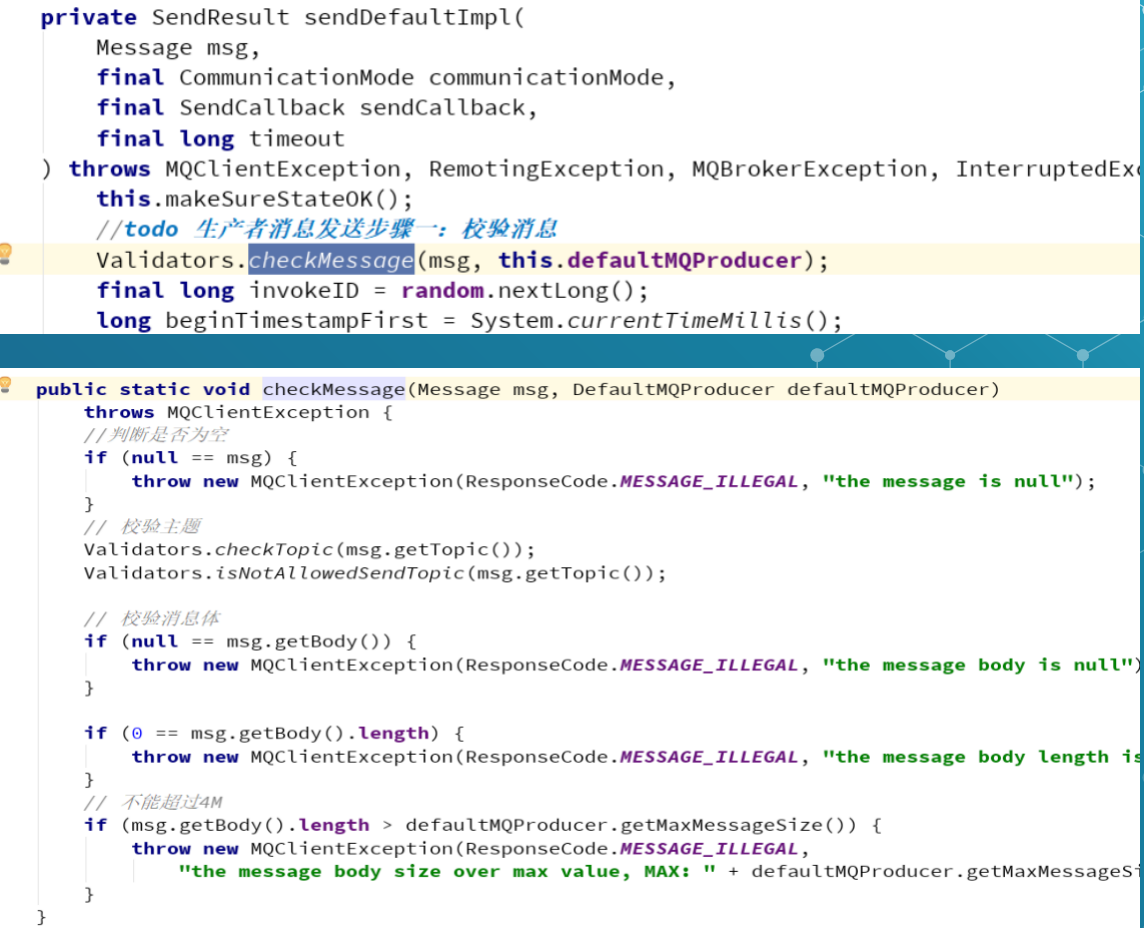 private SendResult sendDefaultImpl(
Message msg,
final CommunicationMode communicationMode,
final SendCallback sendCallback,
final long timeout
) throws MQClientException, RemotingException, MQBrokerException, InterruptedEx
this.makeSureStateOK();
//todo 生产者消息发送步骤一：校验消息
Validators.checkMessage(msg, this.defaultMQProducer);
final long invokeID = random.nextLong();
long beginTimestampFirst = System.currentTimeMillis();
public static void checkMessage(Message msg, DefaultMQProducer defaultMQProducer)
throws MQClientException {
//判断是否为空
if (null == msg) {
throw new MQClientException(ResponseCode.MESSAGE_ILLEGAL, "the message is null");
}
// 校验主题
Validators.checkTopic(msg.getTopic());
Validators.isNotAllowedSendTopic(msg.getTopic());
// 校验消息体
if (null == msg.getBody()) {
throw new MQClientException(ResponseCode.MESSAGE_ILLEGAL, "the message body is null")
}
if (0 == msg.getBody().length) {
throw new MQClientException(ResponseCode.MESSAGE_ILLEGAL, "the message body length is
}
// 不能超过4M
if (msg.getBody().length > defaultMQProducer.getMaxMessageSize()) {
throw new MQClientException(ResponseCode.MESSAGE_ILLEGAL,
"the message body size over max value, MAX: " + defaultMQProducer.getMaxMessageSi
}
}